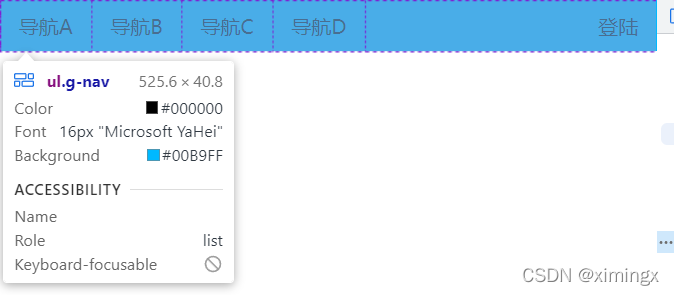 导航A 导航B 导航C 导航D 登陆
ul.g-nav 525.6 × 40.8
Color #000000
Font 16px "Microsoft YaHei"
Background #00B9FF
ACCESSIBILITY
Name
Role list
Keyboard-focusable
CSDN @ximingx